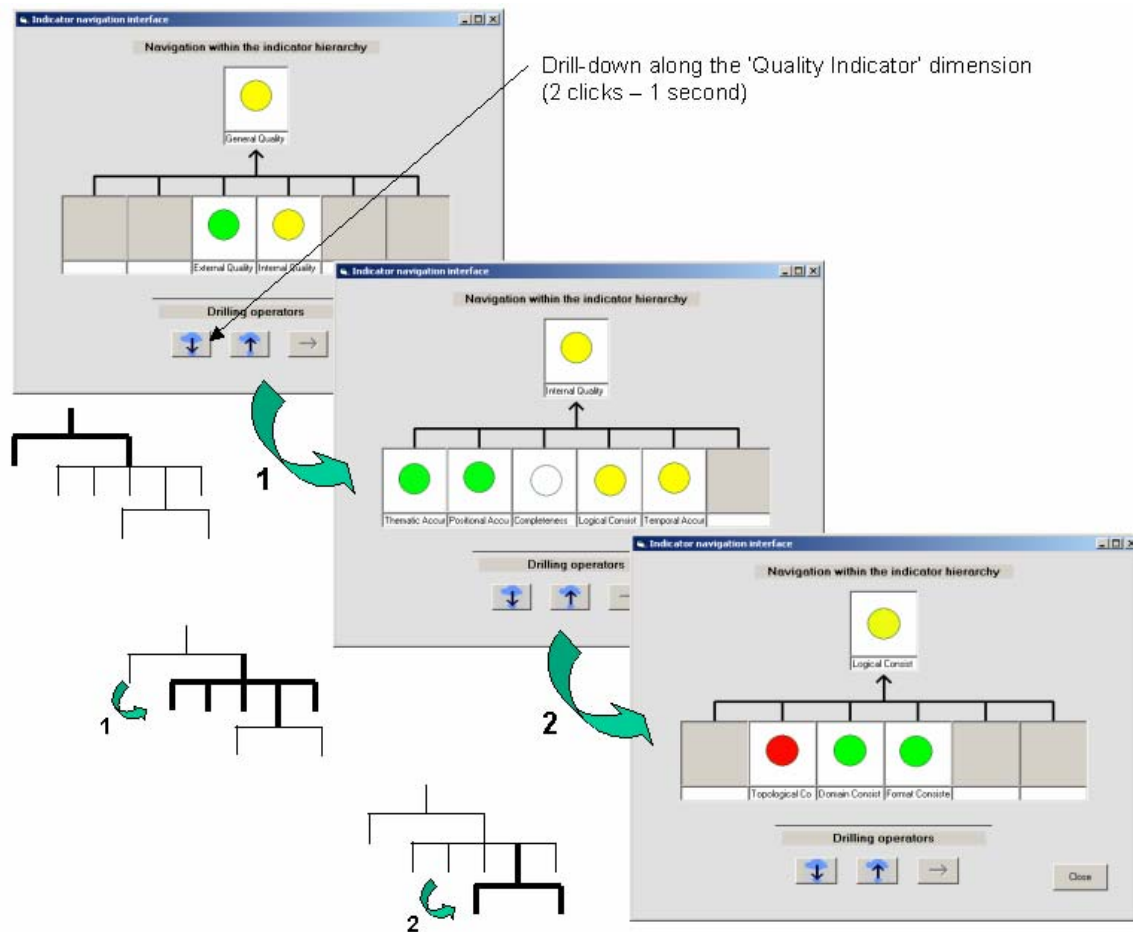 Indicator navigation interface
Navigation within the indicator hierarchy
Drill-down along the 'Quality Indicator' dimension
(2 clicks – 1 second)
General Quality
External Quality Internal Quality
Drilling operators
Indicator navigation interface
Navigation within the indicator hierarchy
Internal Quality
1
Thematic Accur Positional Accu Completeness Logical Consist Temporal Accur
Drilling operators
Indicator navigation interface
Navigation within the indicator hierarchy
Logical Consist
1
2
Topological Co Domain Consist Format Consiste
Drilling operators
Close
2